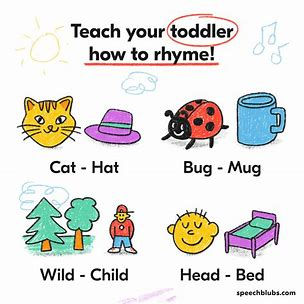 Teach your toddler
how to rhyme!
Cat - Hat
Bug - Mug
Wild - Child
Head - Bed
speechblubs.com